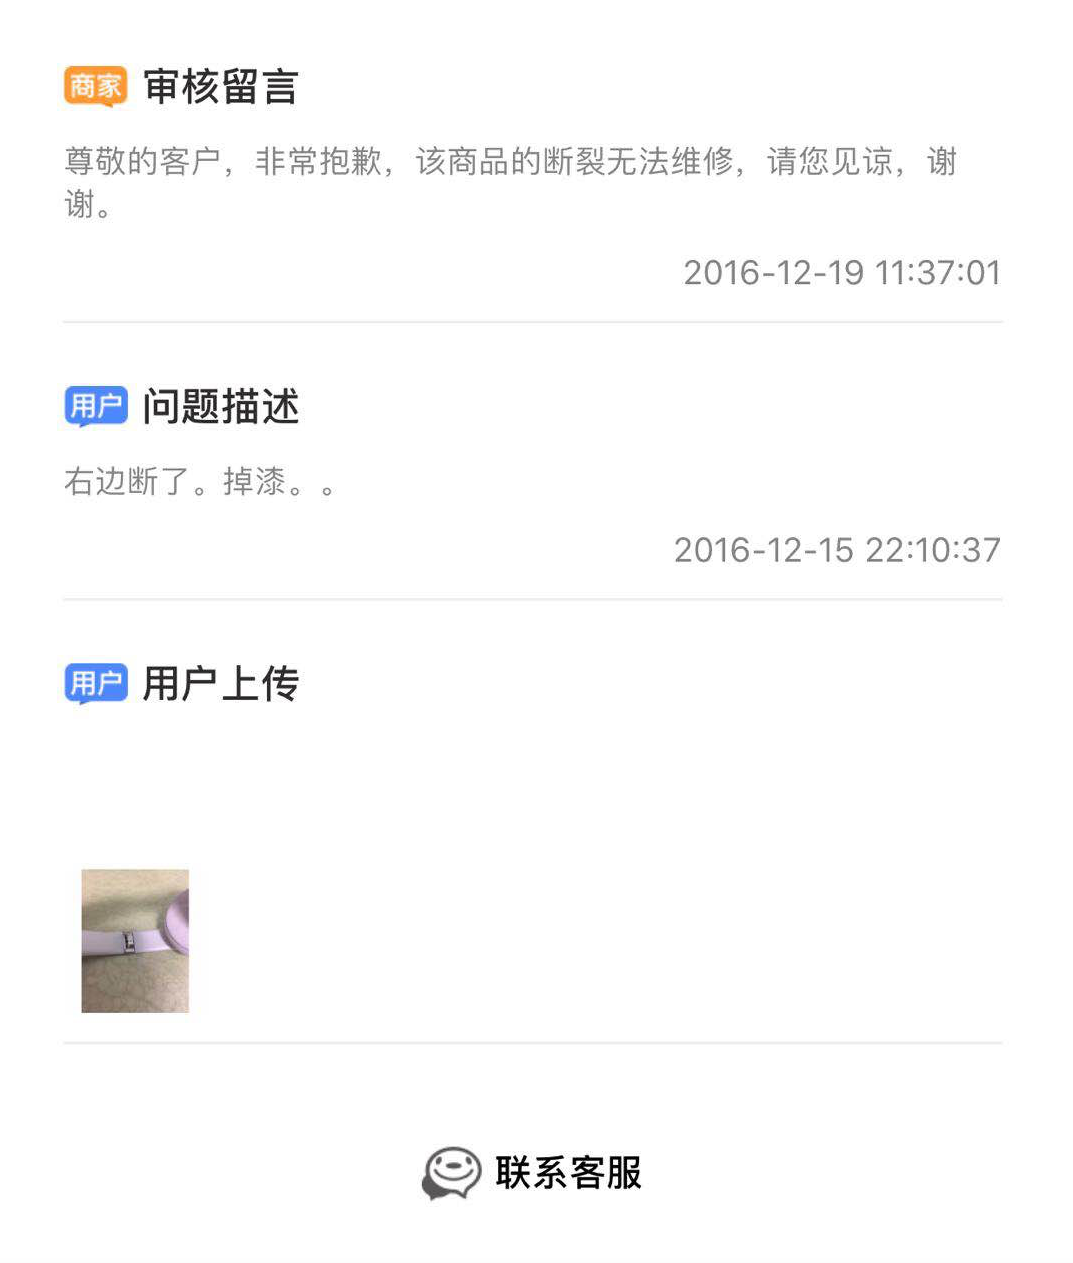 商家 审核留言
尊敬的客户，非常抱歉，该商品的断裂无法维修，请您见谅，谢
谢。
2016-12-19 11:37:01
用户 问题描述
右边断了。掉漆。。
2016-12-15 22:10:37
用户 用户上传
联系客服